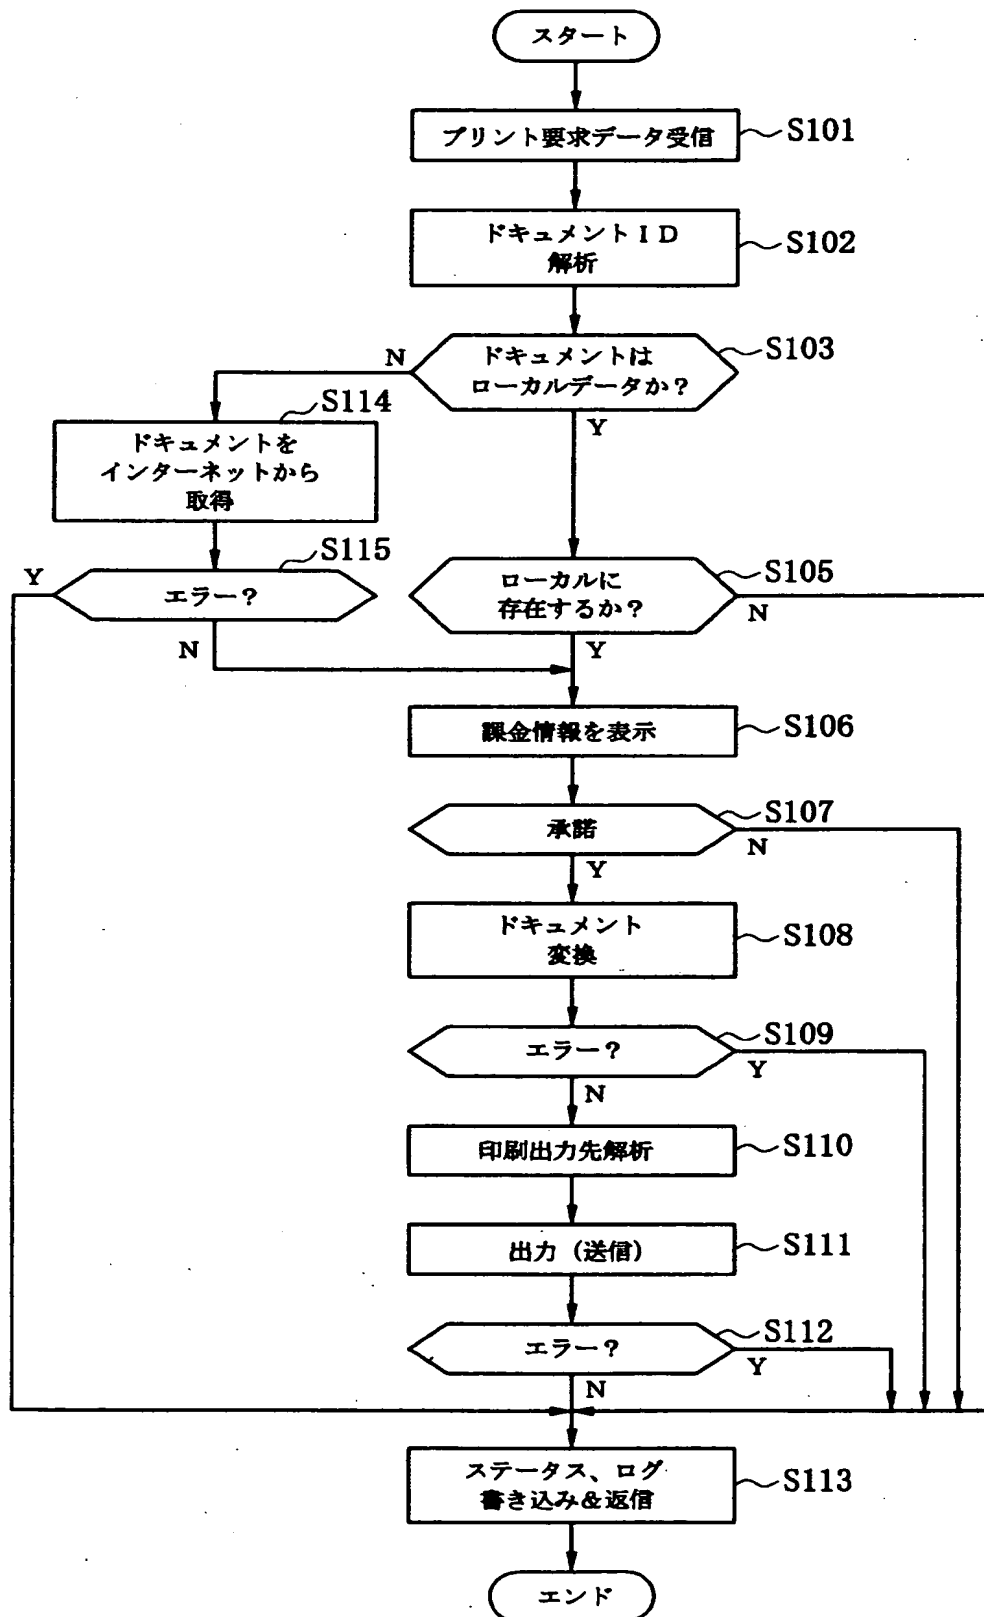 スタート
プリント要求データ受信
S101
ドキュメントＩＤ
解析
S102
ドキュメントは
ローカルデータか？
S103
N
Y
S114
ドキュメントを
インターネットから
取得
S115
エラー？
Y
N
ローカルに
存在するか？
S105
N
Y
課金情報を表示
S106
承諾
S107
N
Y
ドキュメント
変換
S108
エラー？
S109
Y
N
印刷出力先解析
S110
出力（送信）
S111
エラー？
S112
Y
N
ステータス、ログ
書き込み＆返信
S113
エンド